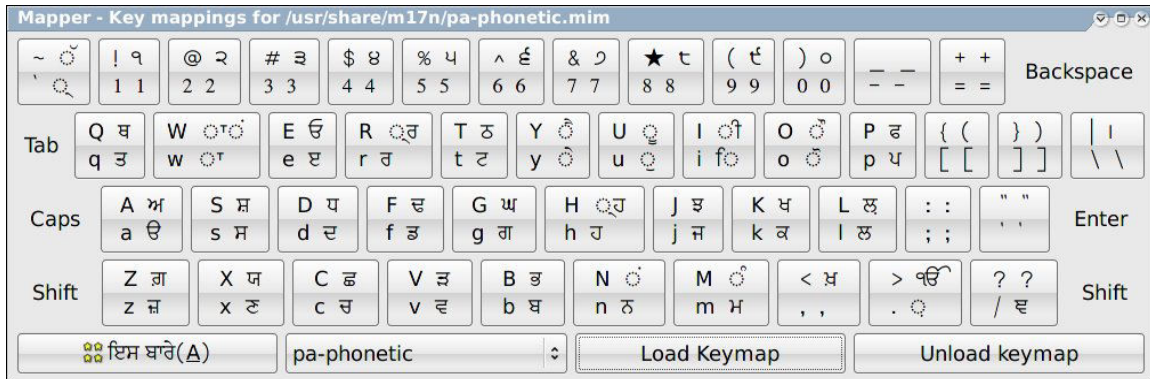 Mapper - Key mappings for /usr/share/m17n/pa-phonetic.mim
~ ੱ ! ੧ @ ੨ # ੩ $ ੪ % ੫ ^ ੬ & ੭ ★ ੮ ( ੯ ) ੦ _ _ + +
` ੍ 1 1 2 2 3 3 4 4 5 5 6 6 7 7 8 8 9 9 0 0 - - = = Backspace
Tab Q ਥ W ਾਂ E ਓ R ੍ਰ T ਠ Y ੈ U ੂ I ੀ O ੌ P ਫ { ( } ) | ।
q ਤ w ਾ e ੲ r ਰ t ਟ y ੇ u ੁ i ਿ o ੋ p ਪ [ [ ] ] \ \
Caps A ਅ S ਸ਼ D ਧ F ਢ G ਘ H ੍ਹ J ਝ K ਖ L ਲ਼ : : " " Enter
a ੳ s ਸ d ਦ f ਡ g ਗ h ਹ j ਜ k ਕ l ਲ ; ; ' '
Shift Z ਗ਼ X ਯ C ਛ V ੜ B ਭ N ਂ M ੰ < ਖ਼ > ੴ ? ? Shift
z ਜ਼ x ਣ c ਚ v ਵ b ਬ n ਨ m ਮ , , . ਼ / ਞ
ਇਸ ਬਾਰੇ(A) pa-phonetic Load Keymap Unload keymap